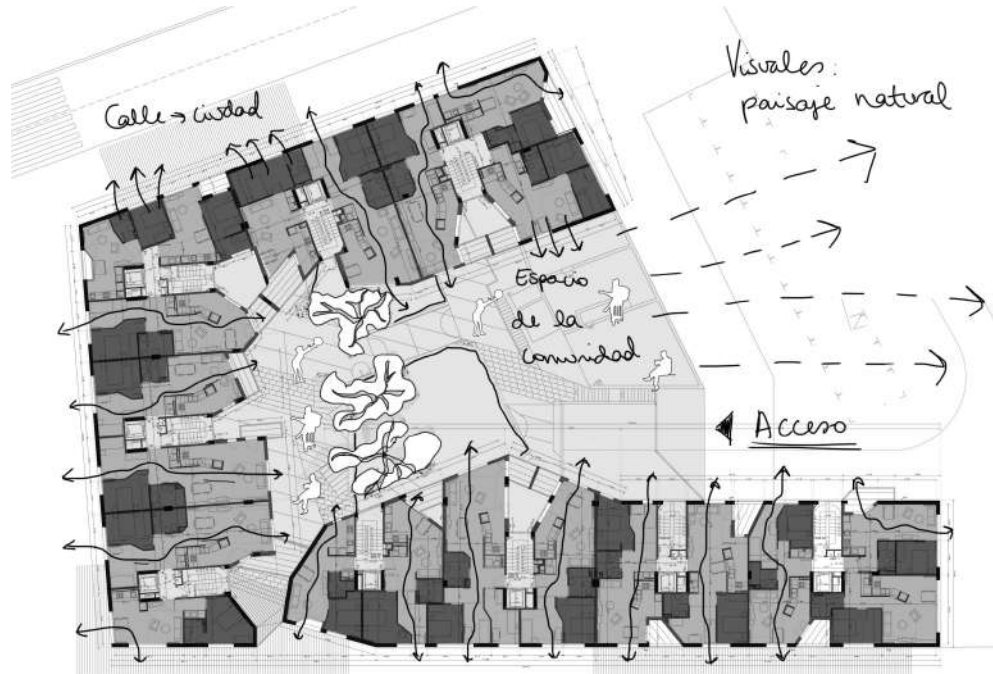 Calle → ciudad
Visuales:
paisaje natural
Espacio
de la
comunidad
Acceso